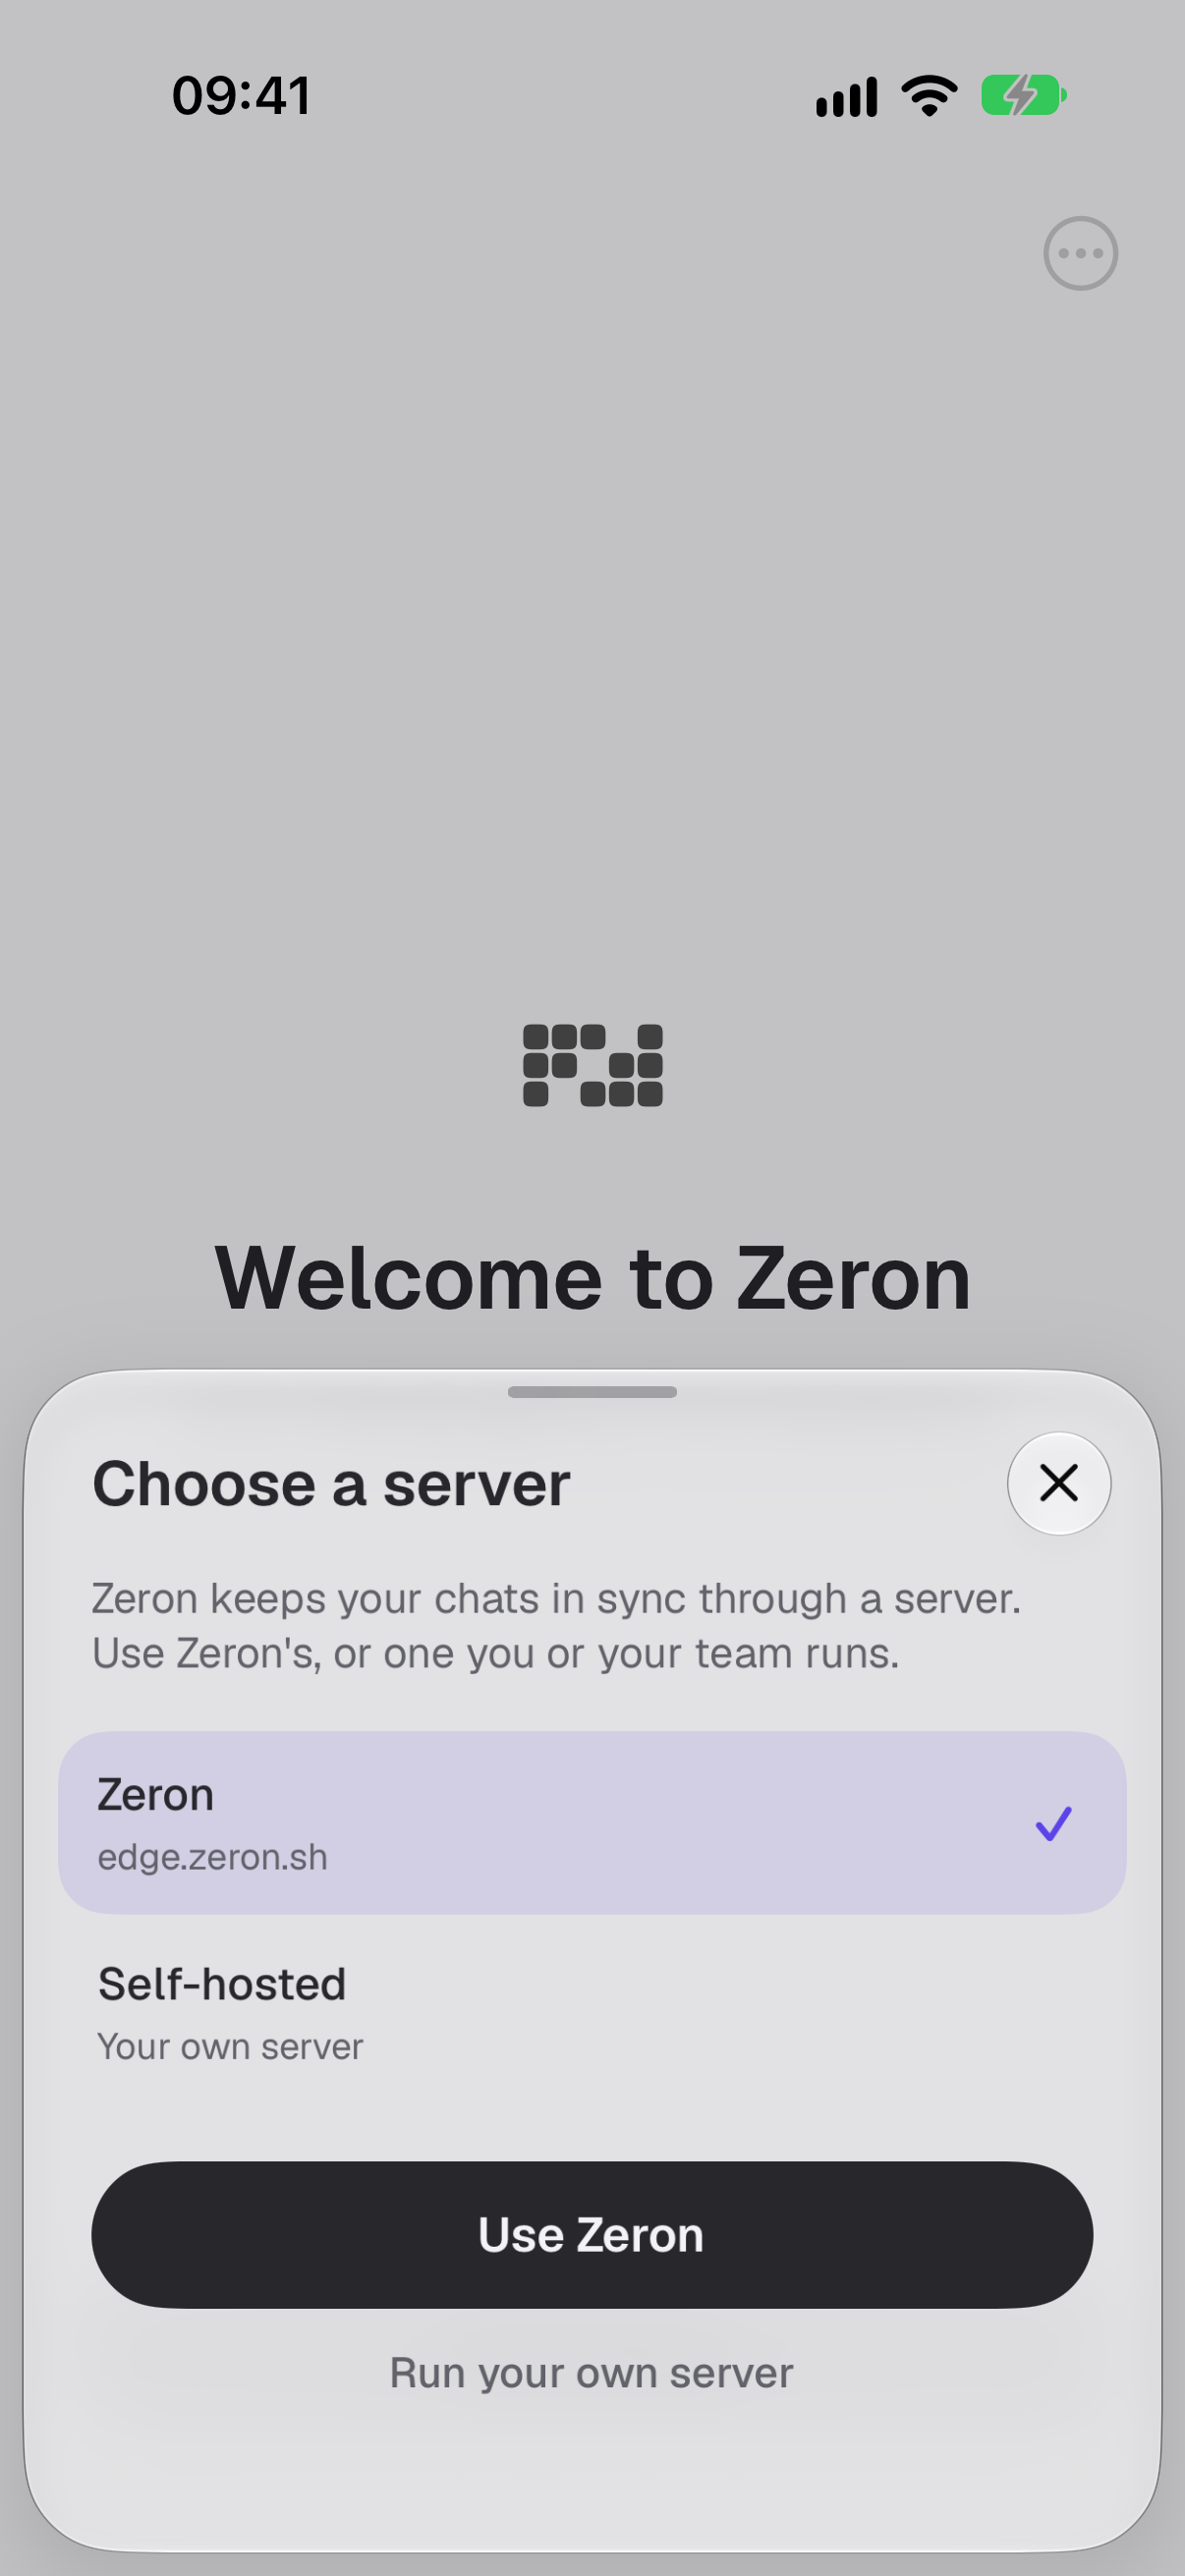 09:41
Welcome to Zeron
Choose a server
Zeron keeps your chats in sync through a server.
Use Zeron's, or one you or your team runs.
Zeron
edge.zeron.sh
Self-hosted
Your own server
Use Zeron
Run your own server